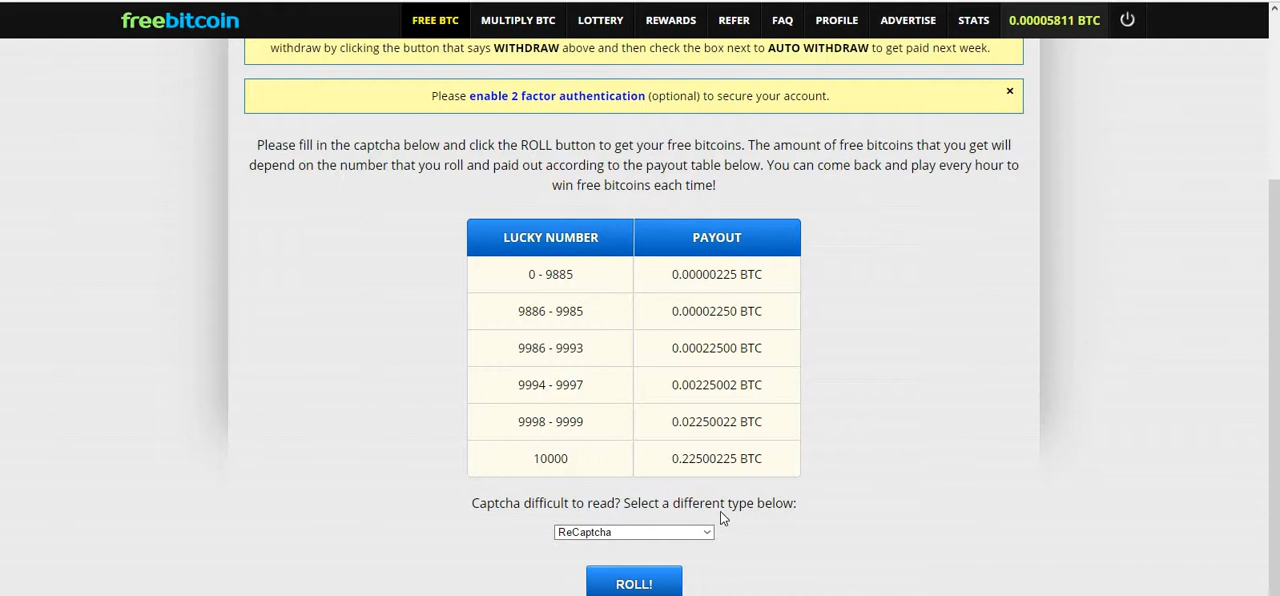 freebitcoin FREE BTC MULTIPLY BTC LOTTERY REWARDS REFER FAQ PROFILE ADVERTISE STATS 0.00005811 BTC
withdraw by clicking the button that says WITHDRAW above and then check the box next to AUTO WITHDRAW to get paid next week.
Please enable 2 factor authentication (optional) to secure your account. ×
Please fill in the captcha below and click the ROLL button to get your free bitcoins. The amount of free bitcoins that you get will
depend on the number that you roll and paid out according to the payout table below. You can come back and play every hour to
win free bitcoins each time!
LUCKY NUMBER PAYOUT
0 - 9885 0.00000225 BTC
9886 - 9985 0.00002250 BTC
9986 - 9993 0.00022500 BTC
9994 - 9997 0.00225002 BTC
9998 - 9999 0.02250022 BTC
10000 0.22500225 BTC
Captcha difficult to read? Select a different type below:
ReCaptcha
ROLL!